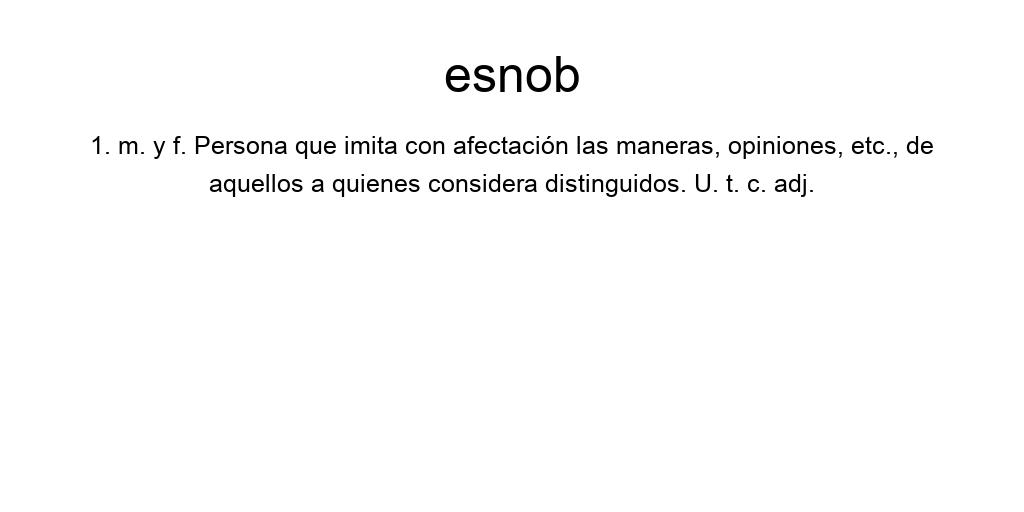 esnob
1. m. y f. Persona que imita con afectación las maneras, opiniones, etc., de
aquellos a quienes considera distinguidos. U. t. c. adj.